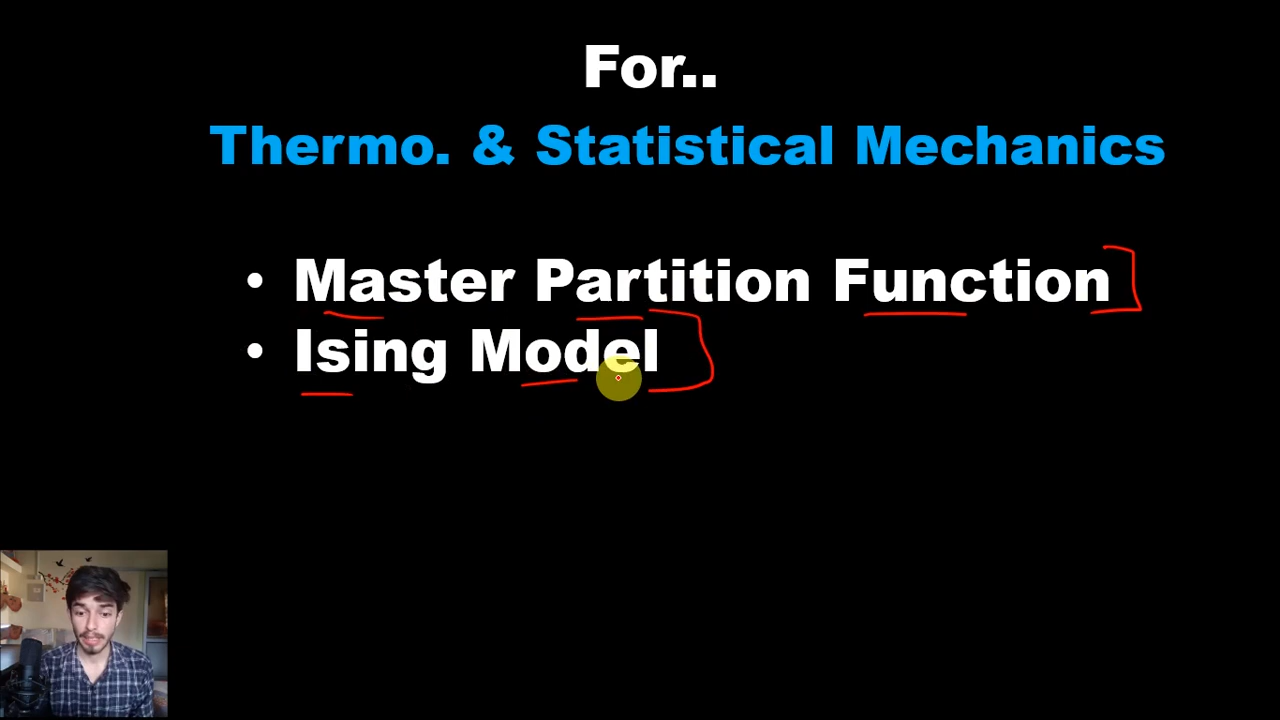 For..
Thermo. & Statistical Mechanics
• Master Partition Function
• Ising Model